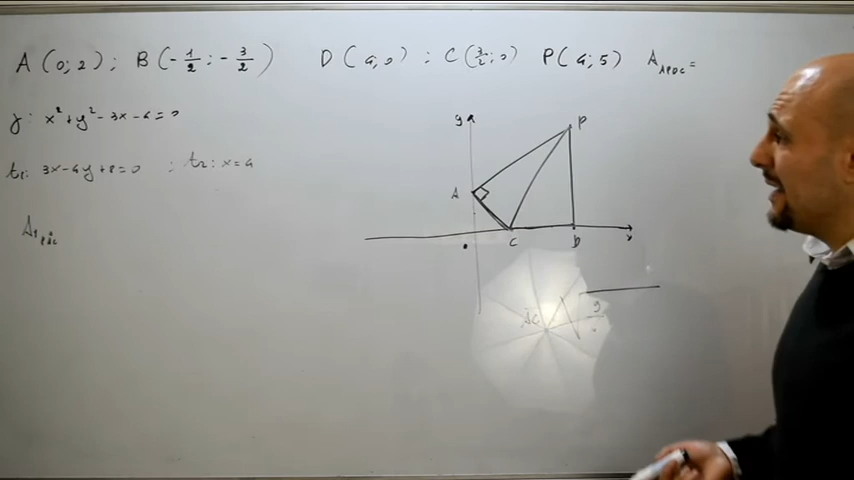 A (0; 2); B (-1/2; -3/2) D (4; 0); C (3/2; 0) P (4; 5) A_APDC =
γ: x² + y² - 3x - 4 = 0
t₁: 3x - 4y + 8 = 0 ; t₂: x = 4
y
P
A
C
D
x